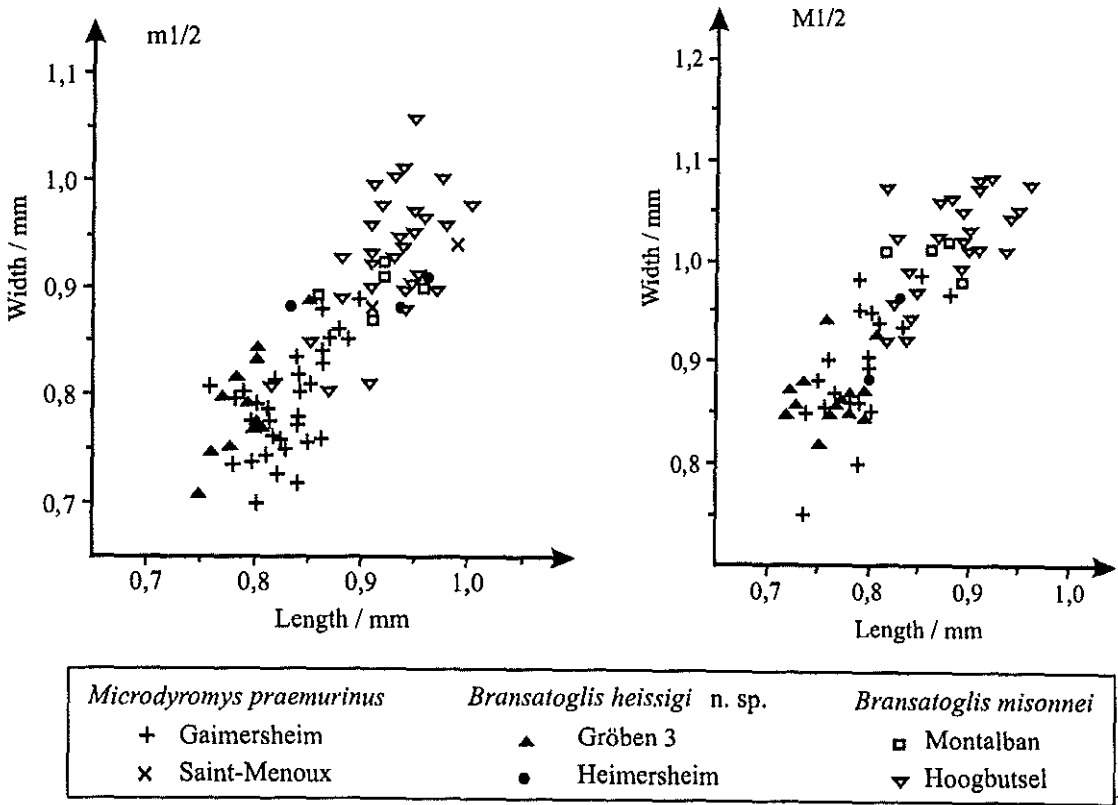 m1/2
1,1
1,0
0,9
0,8
0,7
Width / mm
0,7 0,8 0,9 1,0
Length / mm
M1/2
1,2
1,1
1,0
0,9
0,8
Width / mm
0,7 0,8 0,9 1,0
Length / mm
Microdyromys praemurinus Bransatoglis heissigi n. sp. Bransatoglis misonnei
Gaimersheim Gröben 3 Montalban
Saint-Menoux Heimersheim Hoogbutsel